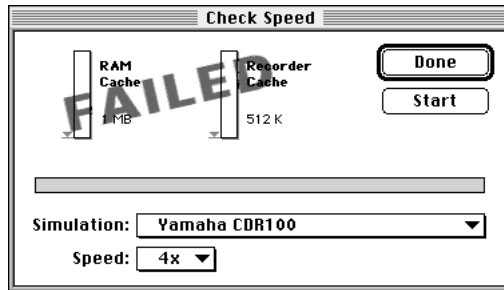 Check Speed
RAM
Cache
1 MB
Recorder
Cache
512 K
FAILED
Done
Start
Simulation: Yamaha CDR100
Speed: 4x